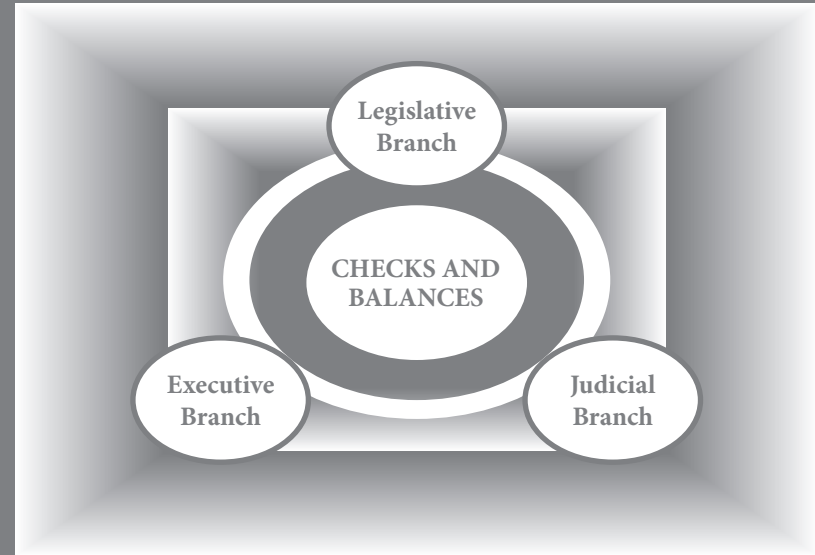 Legislative
Branch
CHECKS AND
BALANCES
Executive
Branch
Judicial
Branch